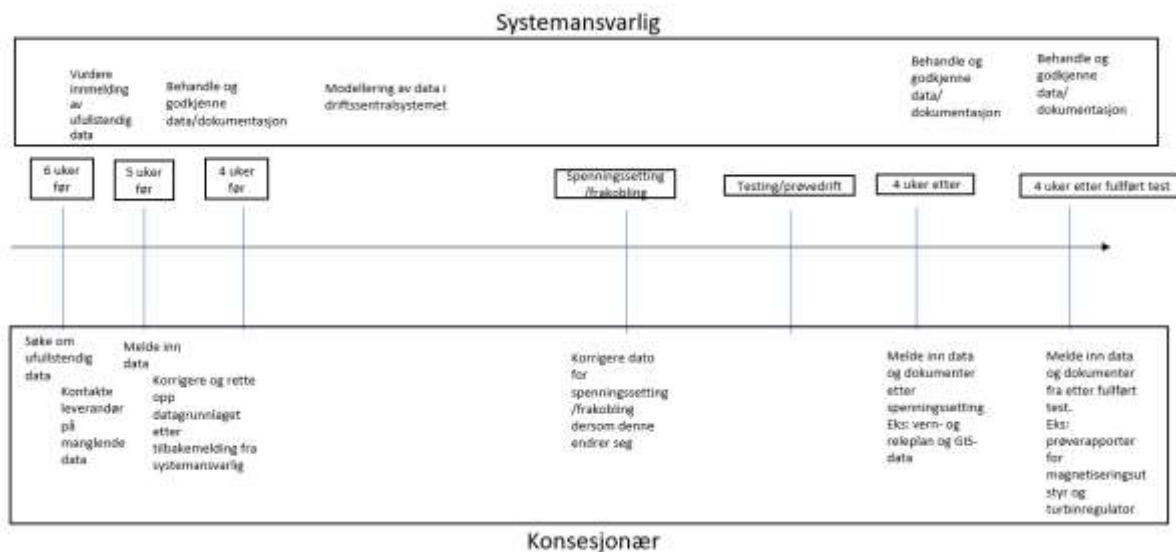 Systemansvarlig
Vurdere
innmelding
av
ufullstendig
data
Behandle og
godkjenne
data/dokumentasjon
Modellering av data i
driftssentralsystemet
Behandle og
godkjenne
data/
dokumentasjon
Behandle og
godkjenne
data/
dokumentasjon
6 uker
før
5 uker
før
4 uker
før
Spenningssetting
/frakobling
Testing/prøvedrift
4 uker etter
4 uker etter fullført test
Søke om
ufullstendig
data
Kontakte
leverandør
på
manglende
data
Melde inn
data
Korrigere og rette
opp
datagrunnlaget
etter
tilbakemelding fra
systemansvarlig
Korrigere dato
for
spenningssetting
/frakobling
dersom denne
endrer seg
Melde inn data
og dokumenter
etter
spenningssetting
Eks: vern- og
releplan og GIS-
data
Melde inn data
og dokumenter
fra etter fullført
test.
Eks:
prøverapporter
for
magnetiseringsut
styr og
turbinregulator
Konsesjonær